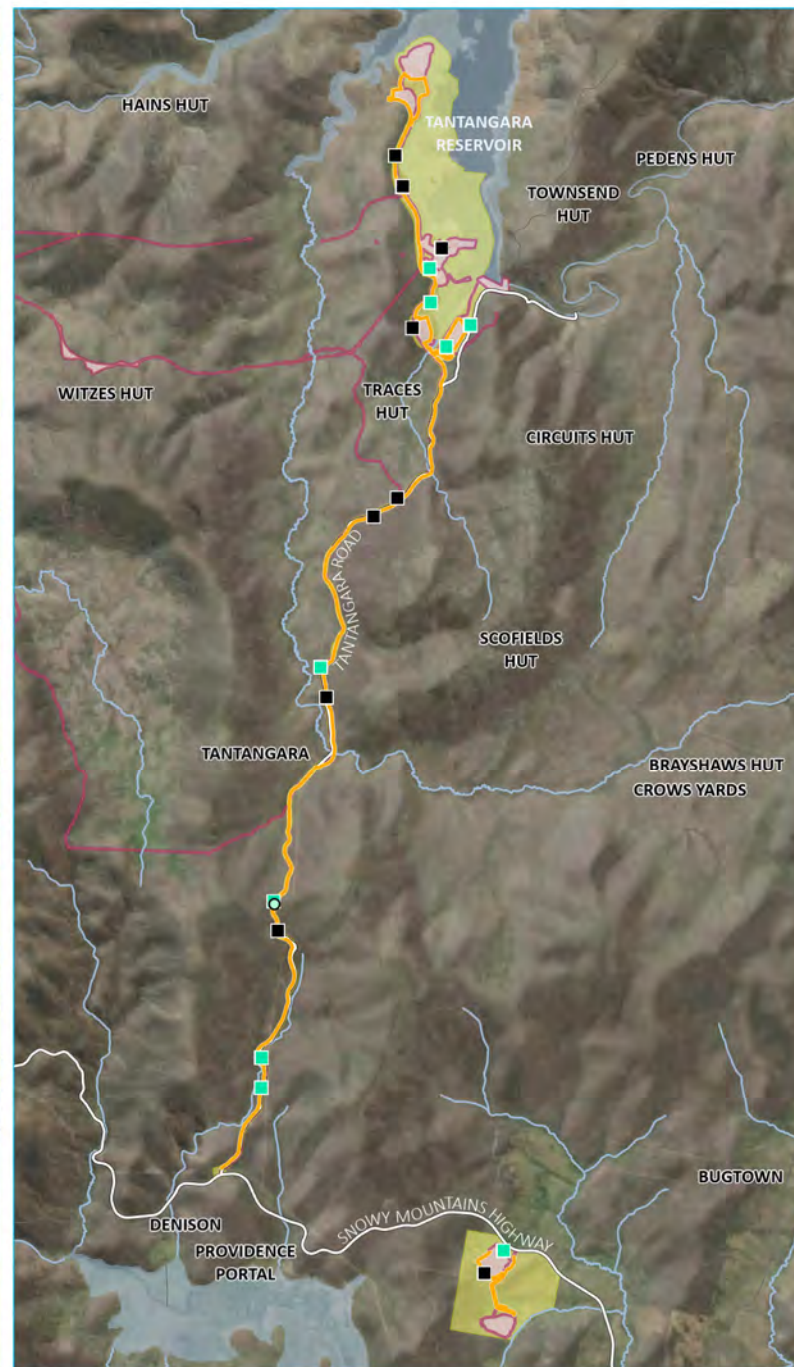 HAINS HUT
TANTANGARA
RESERVOIR
PEDENS HUT
TOWNSEND
HUT
WITZES HUT
TRACES
HUT
CIRCUITS HUT
TANTANGARA ROAD
SCOFIELDS
HUT
TANTANGARA
BRAYSHAWS HUT
CROWS YARDS
BUGTOWN
DENISON
SNOWY MOUNTAINS HIGHWAY
PROVIDENCE
PORTAL